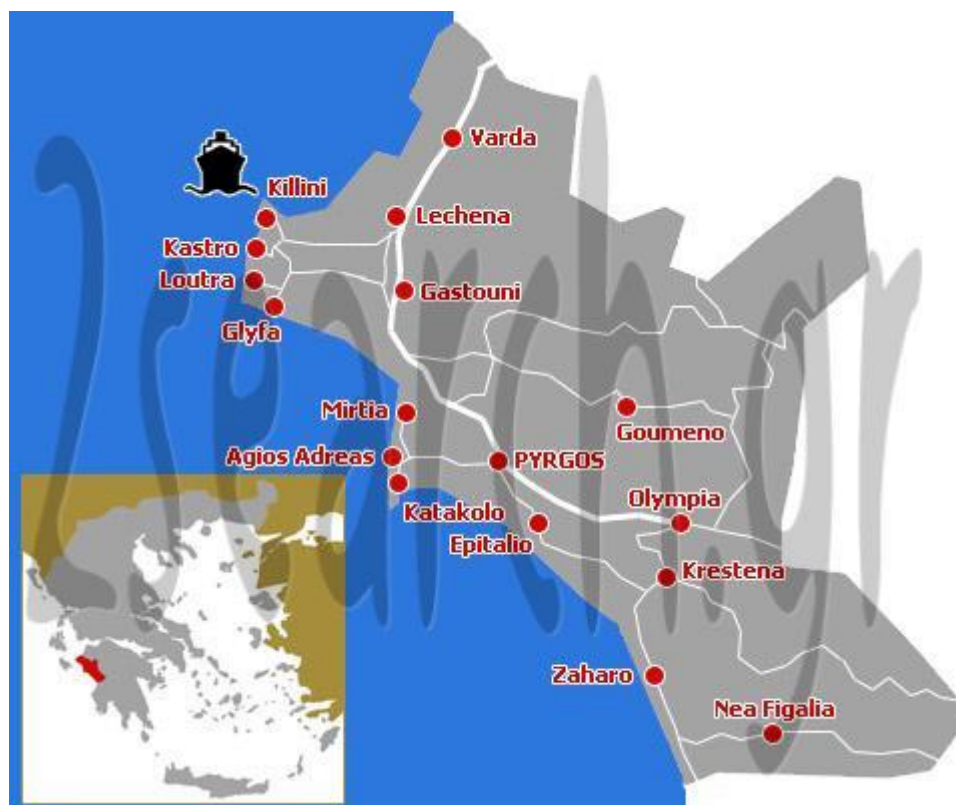 Varda
Killini
Lechena
Kastro
Loutra
Gastouni
Glyfa
Mirtia
Goumeno
Agios Adreas
PYRGOS
Katakolo
Olympia
Epitalio
Krestena
Zaharo
Nea Figalia
2search.gr